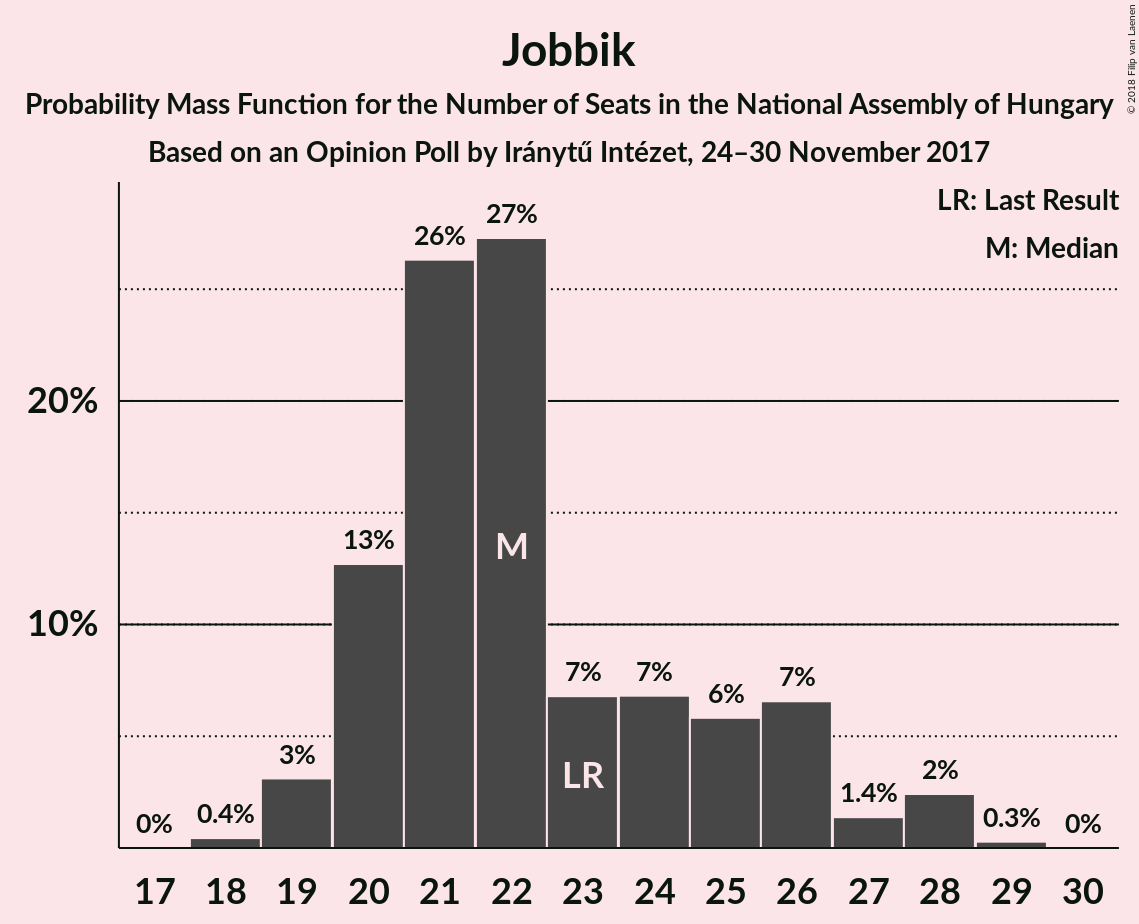 Jobbik
Probability Mass Function for the Number of Seats in the National Assembly of Hungary
Based on an Opinion Poll by Iránytű Intézet, 24–30 November 2017
© 2018 Filip van Laenen
LR: Last Result
M: Median
20%
10%
0%
0.4%
3%
13%
26%
27%
7%
7%
6%
7%
1.4%
2%
0.3%
0%
M
LR
17 18 19 20 21 22 23 24 25 26 27 28 29 30